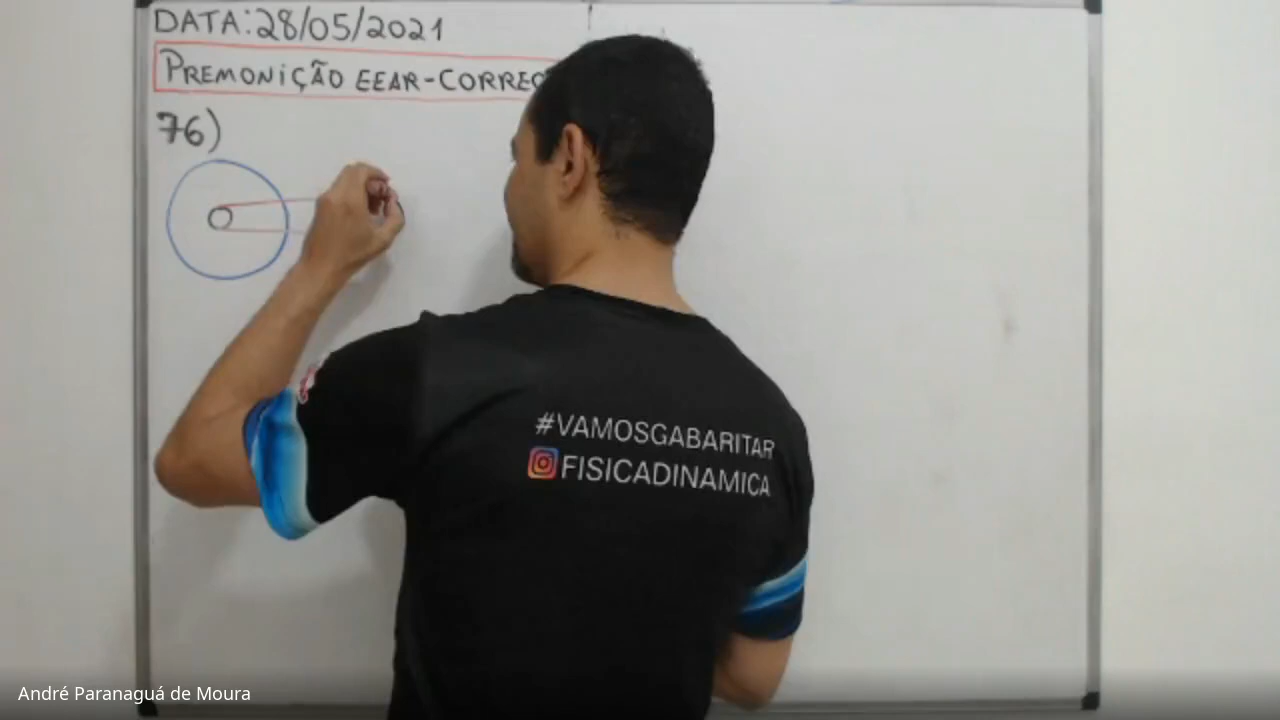 DATA:28/05/2021
PREMONIÇÃO EEAR-CORREÇ
76)
#VAMOSGABARITAR
FISICADINAMICA
André Paranaguá de Moura